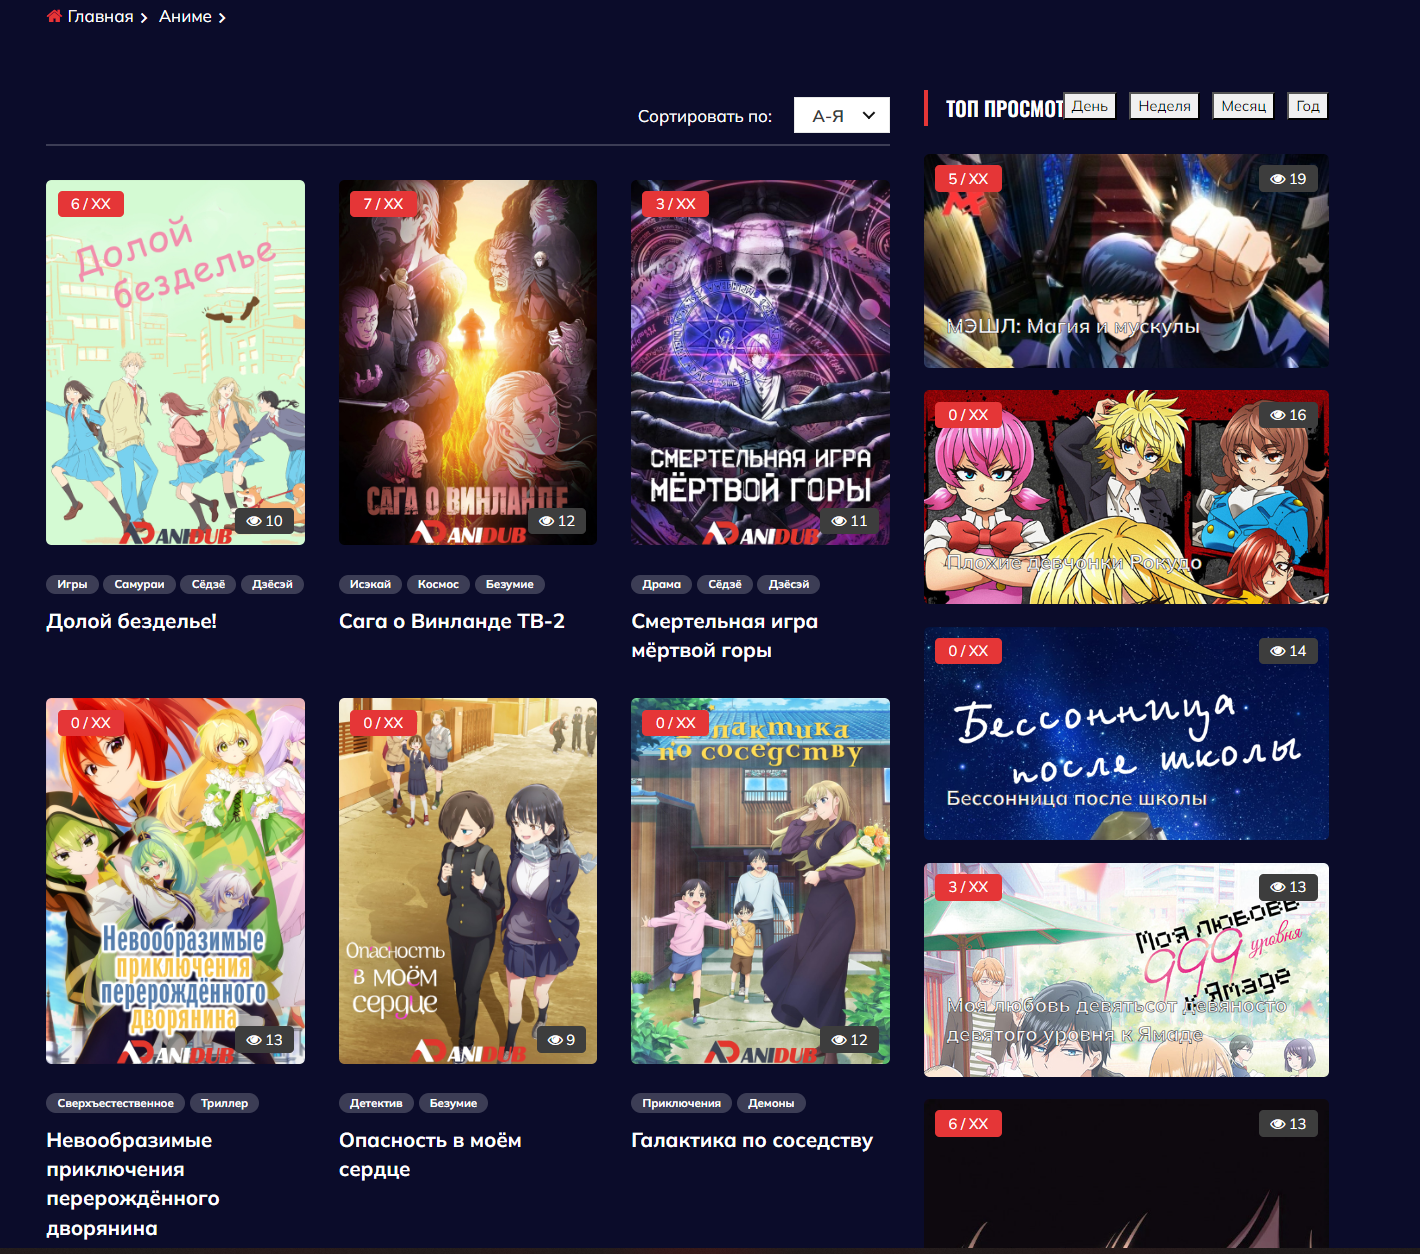 Главная
Аниме
Сортировать по:
А-Я
6 / XX
Долой
безделье
10
ANIDUB
Игры
Самураи
Сёдзё
Дзёсэй
Долой безделье!
7 / XX
САГА О ВИНЛАНДЕ
12
ANIDUB
Исэкай
Космос
Безумие
Сага о Винланде ТВ-2
3 / XX
СМЕРТЕЛЬНАЯ ИГРА
МЁРТВОЙ ГОРЫ
11
ANIDUB
Драма
Сёдзё
Дзёсэй
Смертельная игра
мёртвой горы
0 / XX
Невообразимые
приключения
перерождённого
дворянина
13
ANIDUB
Сверхъестественное
Триллер
Невообразимые
приключения
перерождённого
дворянина
0 / XX
Опасность
в моём
сердце
9
ANIDUB
Детектив
Безумие
Опасность в моём
сердце
0 / XX
по соседству
12
ANIDUB
Приключения
Демоны
Галактика по соседству
ТОП ПРОСМОТ
День
Неделя
Месяц
Год
5 / XX
19
МЭШЛ: Магия и мускулы
0 / XX
16
Плохие девчонки Рокудо
0 / XX
14
Бессонница
после школы
Бессонница после школы
3 / XX
13
Моя любовь
999 уровня
к Ямаде
Моя любовь девятьсот девяносто
девятого уровня к Ямаде
6 / XX
13